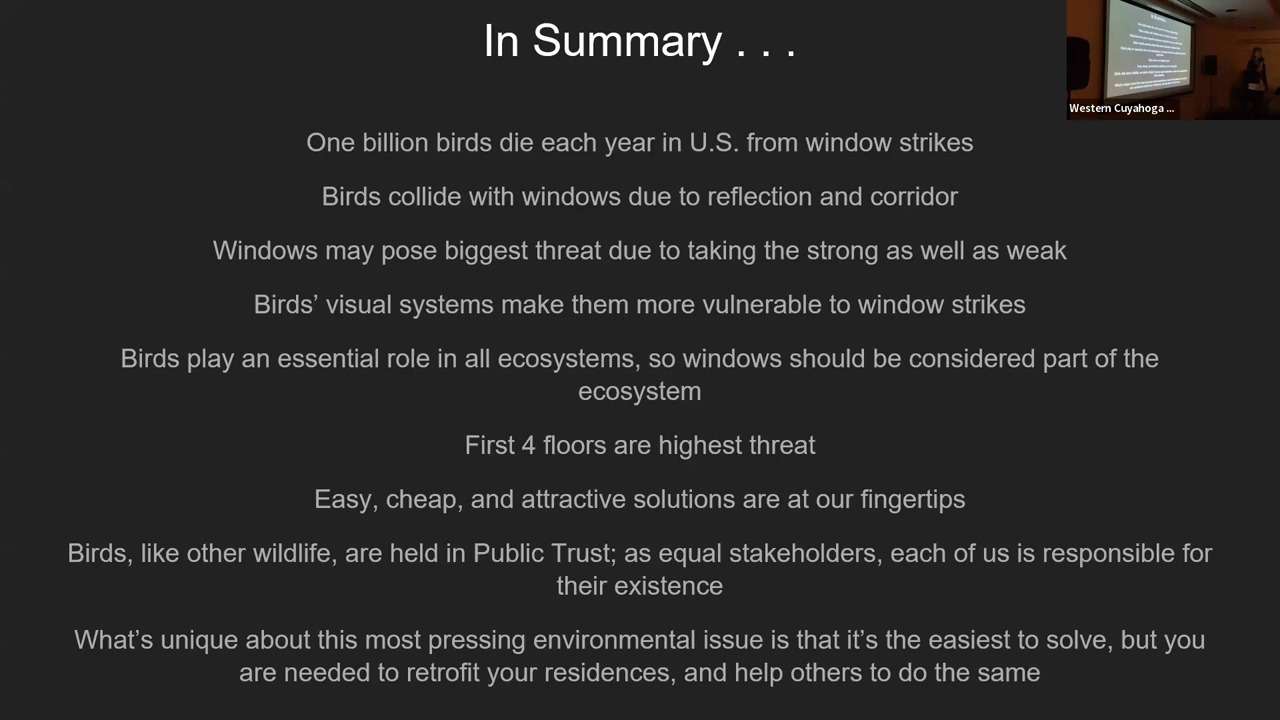 In Summary . . .
Western Cuyahoga ...
One billion birds die each year in U.S. from window strikes
Birds collide with windows due to reflection and corridor
Windows may pose biggest threat due to taking the strong as well as weak
Birds’ visual systems make them more vulnerable to window strikes
Birds play an essential role in all ecosystems, so windows should be considered part of the
ecosystem
First 4 floors are highest threat
Easy, cheap, and attractive solutions are at our fingertips
Birds, like other wildlife, are held in Public Trust; as equal stakeholders, each of us is responsible for
their existence
What’s unique about this most pressing environmental issue is that it’s the easiest to solve, but you
are needed to retrofit your residences, and help others to do the same